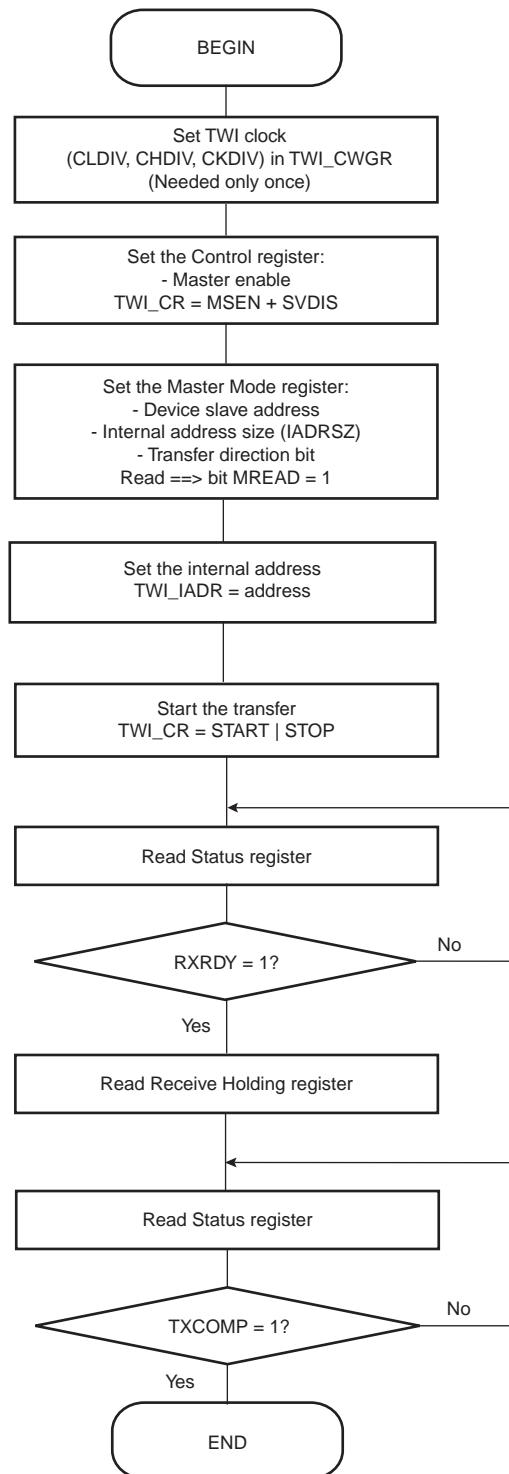 BEGIN
Set TWI clock
(CLDIV, CHDIV, CKDIV) in TWI_CWGR
(Needed only once)
Set the Control register:
- Master enable
TWI_CR = MSEN + SVDIS
Set the Master Mode register:
- Device slave address
- Internal address size (IADRSZ)
- Transfer direction bit
Read ==> bit MREAD = 1
Set the internal address
TWI_IADR = address
Start the transfer
TWI_CR = START | STOP
Read Status register
RXRDY = 1?
No
Yes
Read Receive Holding register
Read Status register
TXCOMP = 1?
No
Yes
END